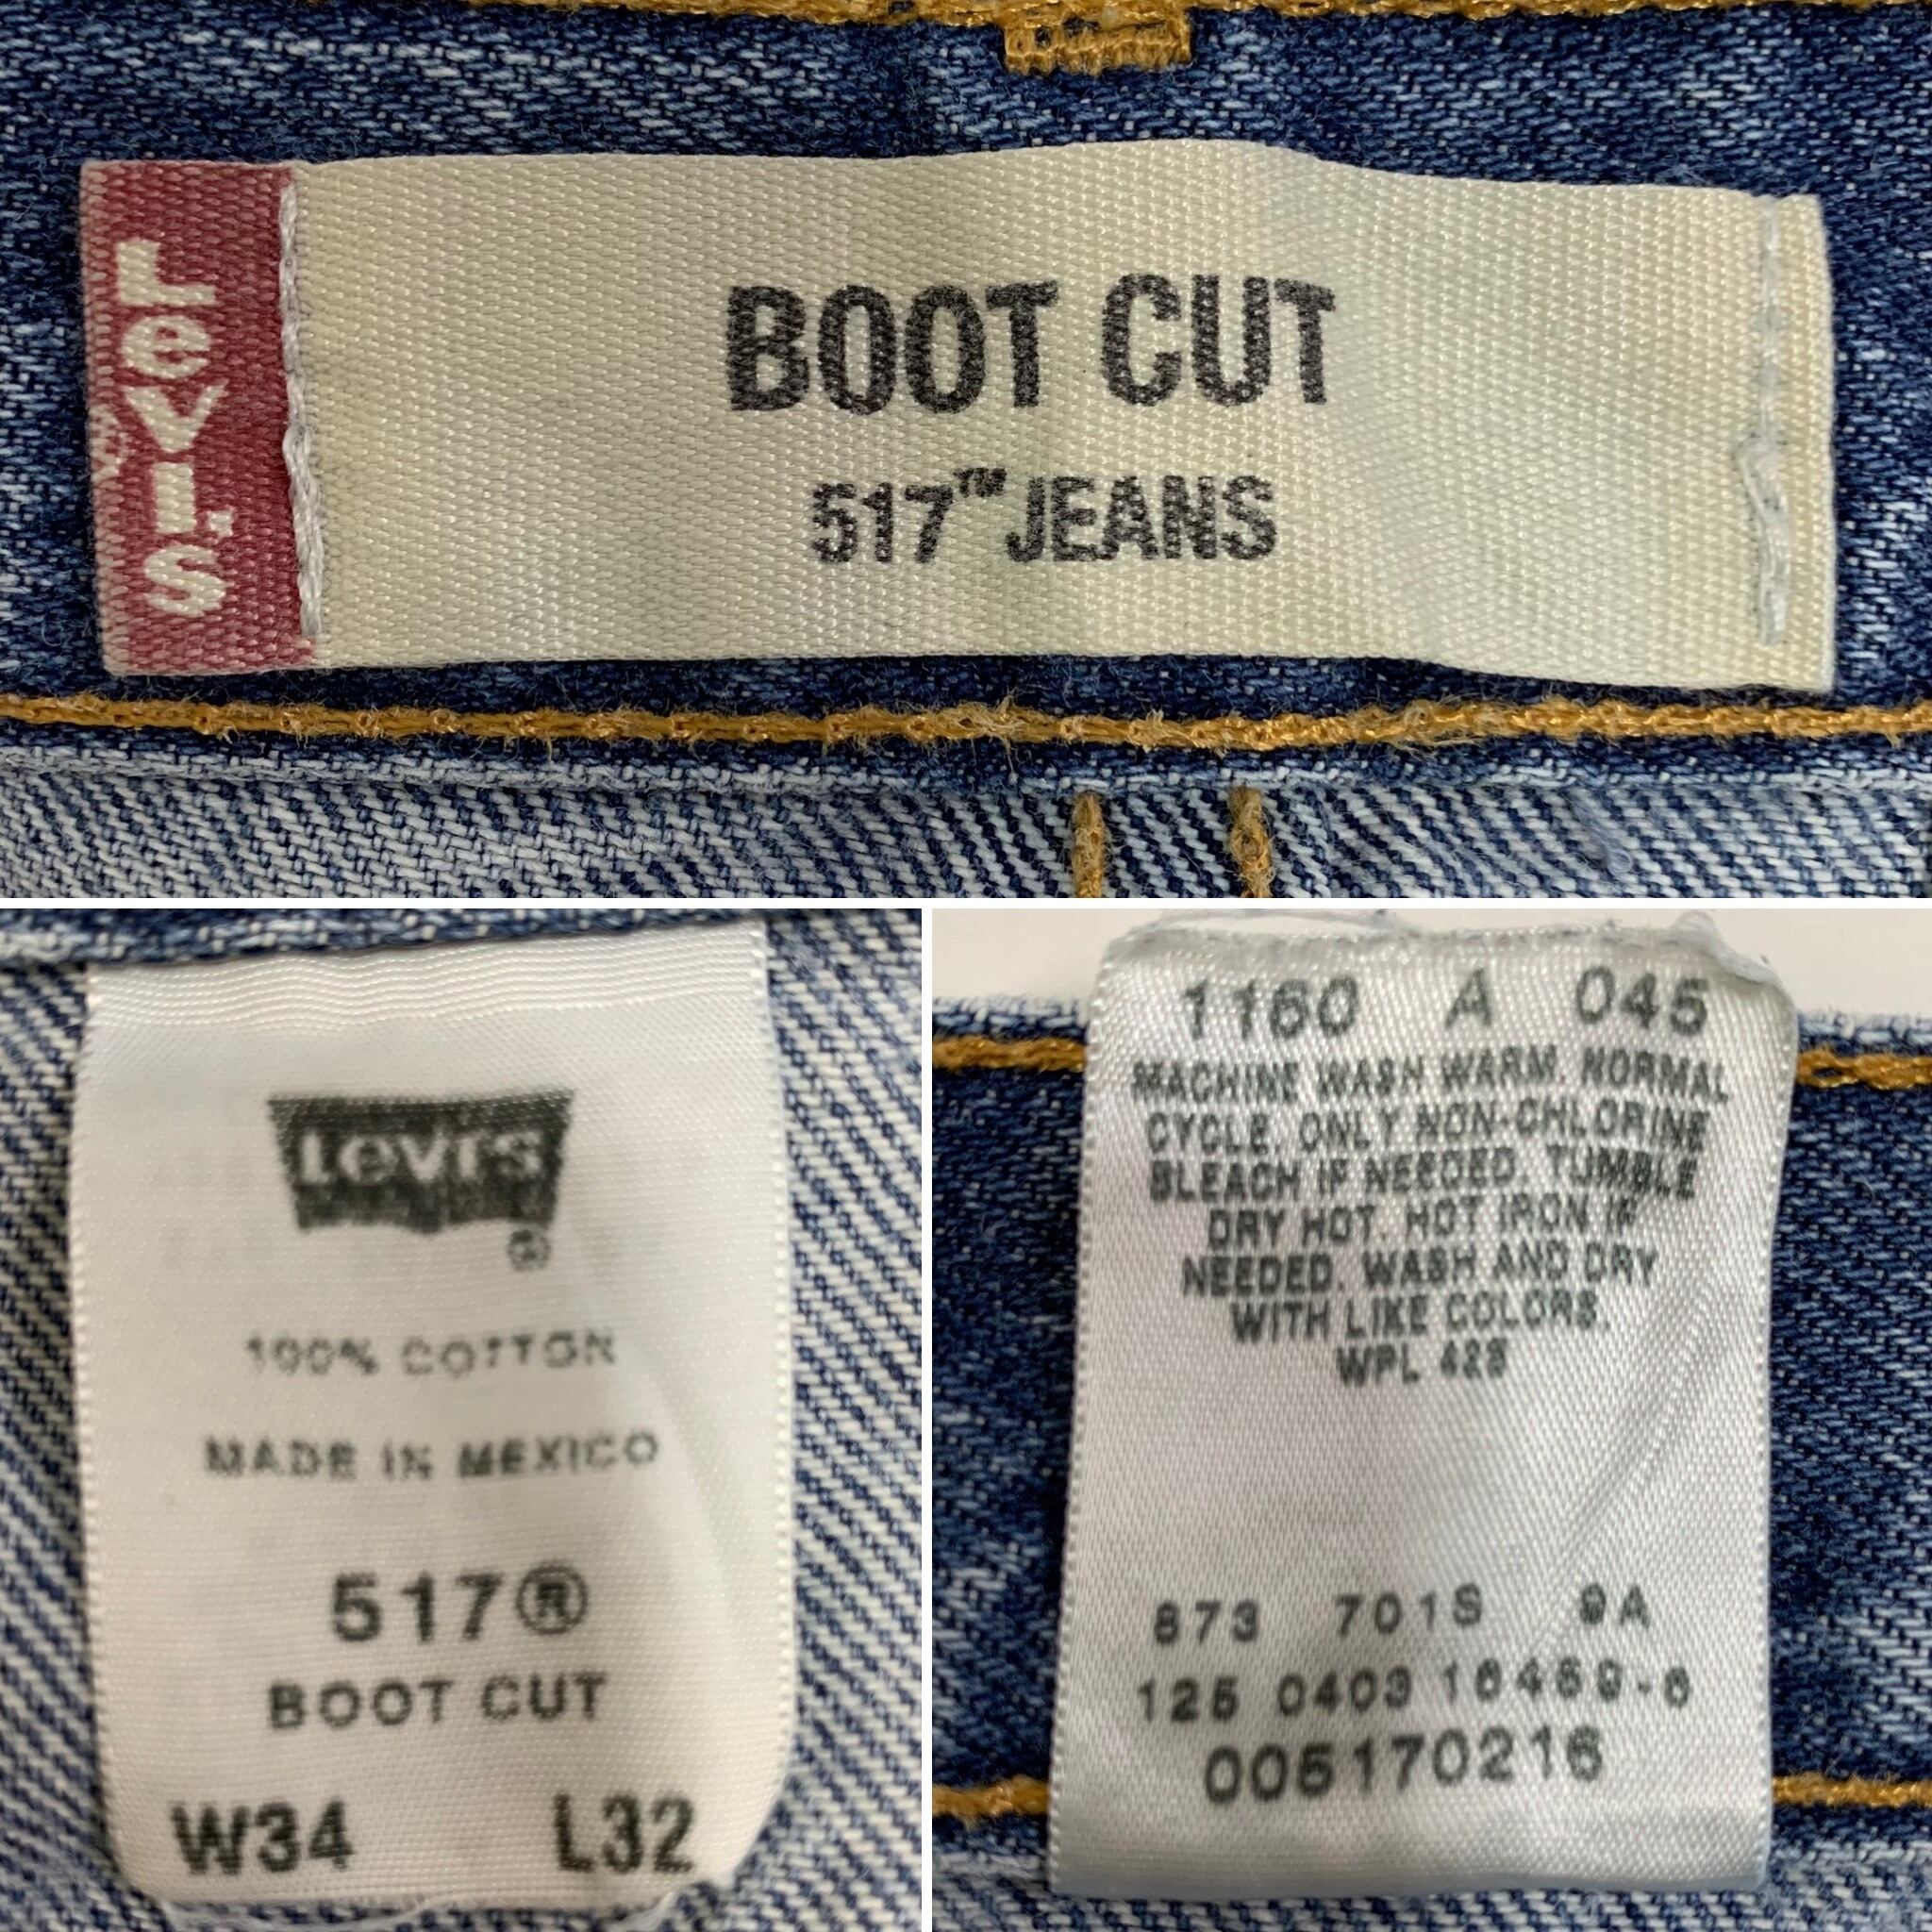 Levi's
BOOT CUT
517™ JEANS
Levi's
®
100% COTTON
MADE IN MEXICO
517®
BOOT CUT
W34 L32
1160 A 045
MACHINE WASH WARM. NORMAL
CYCLE. ONLY NON-CHLORINE
BLEACH IF NEEDED. TUMBLE
DRY HOT. HOT IRON IF
NEEDED. WASH AND DRY
WITH LIKE COLORS.
WPL 423
873 701S 9A
125 0403 16469-6
005170216